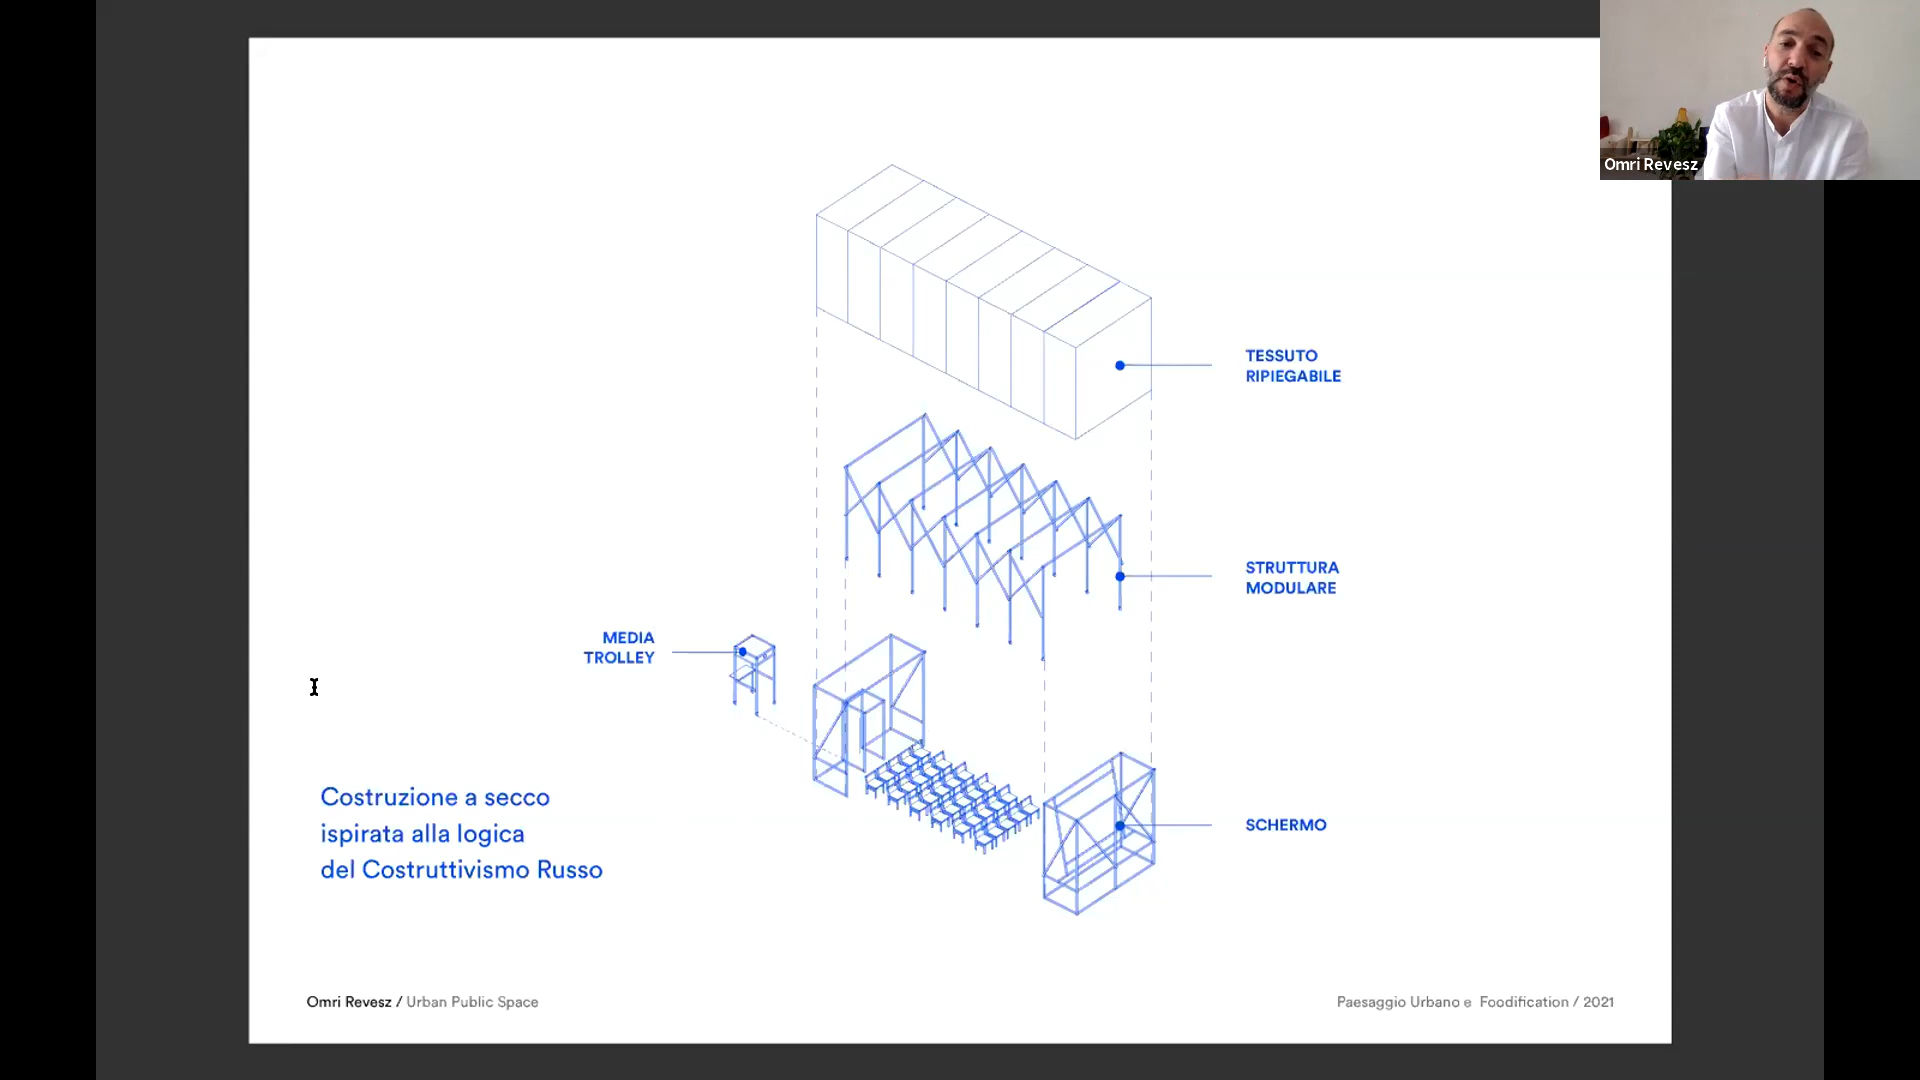 Omri Revesz
TESSUTO
RIPIEGABILE
STRUTTURA
MODULARE
MEDIA
TROLLEY
SCHERMO
Costruzione a secco
ispirata alla logica
del Costruttivismo Russo
Omri Revesz / Urban Public Space
Paesaggio Urbano e Foodification / 2021